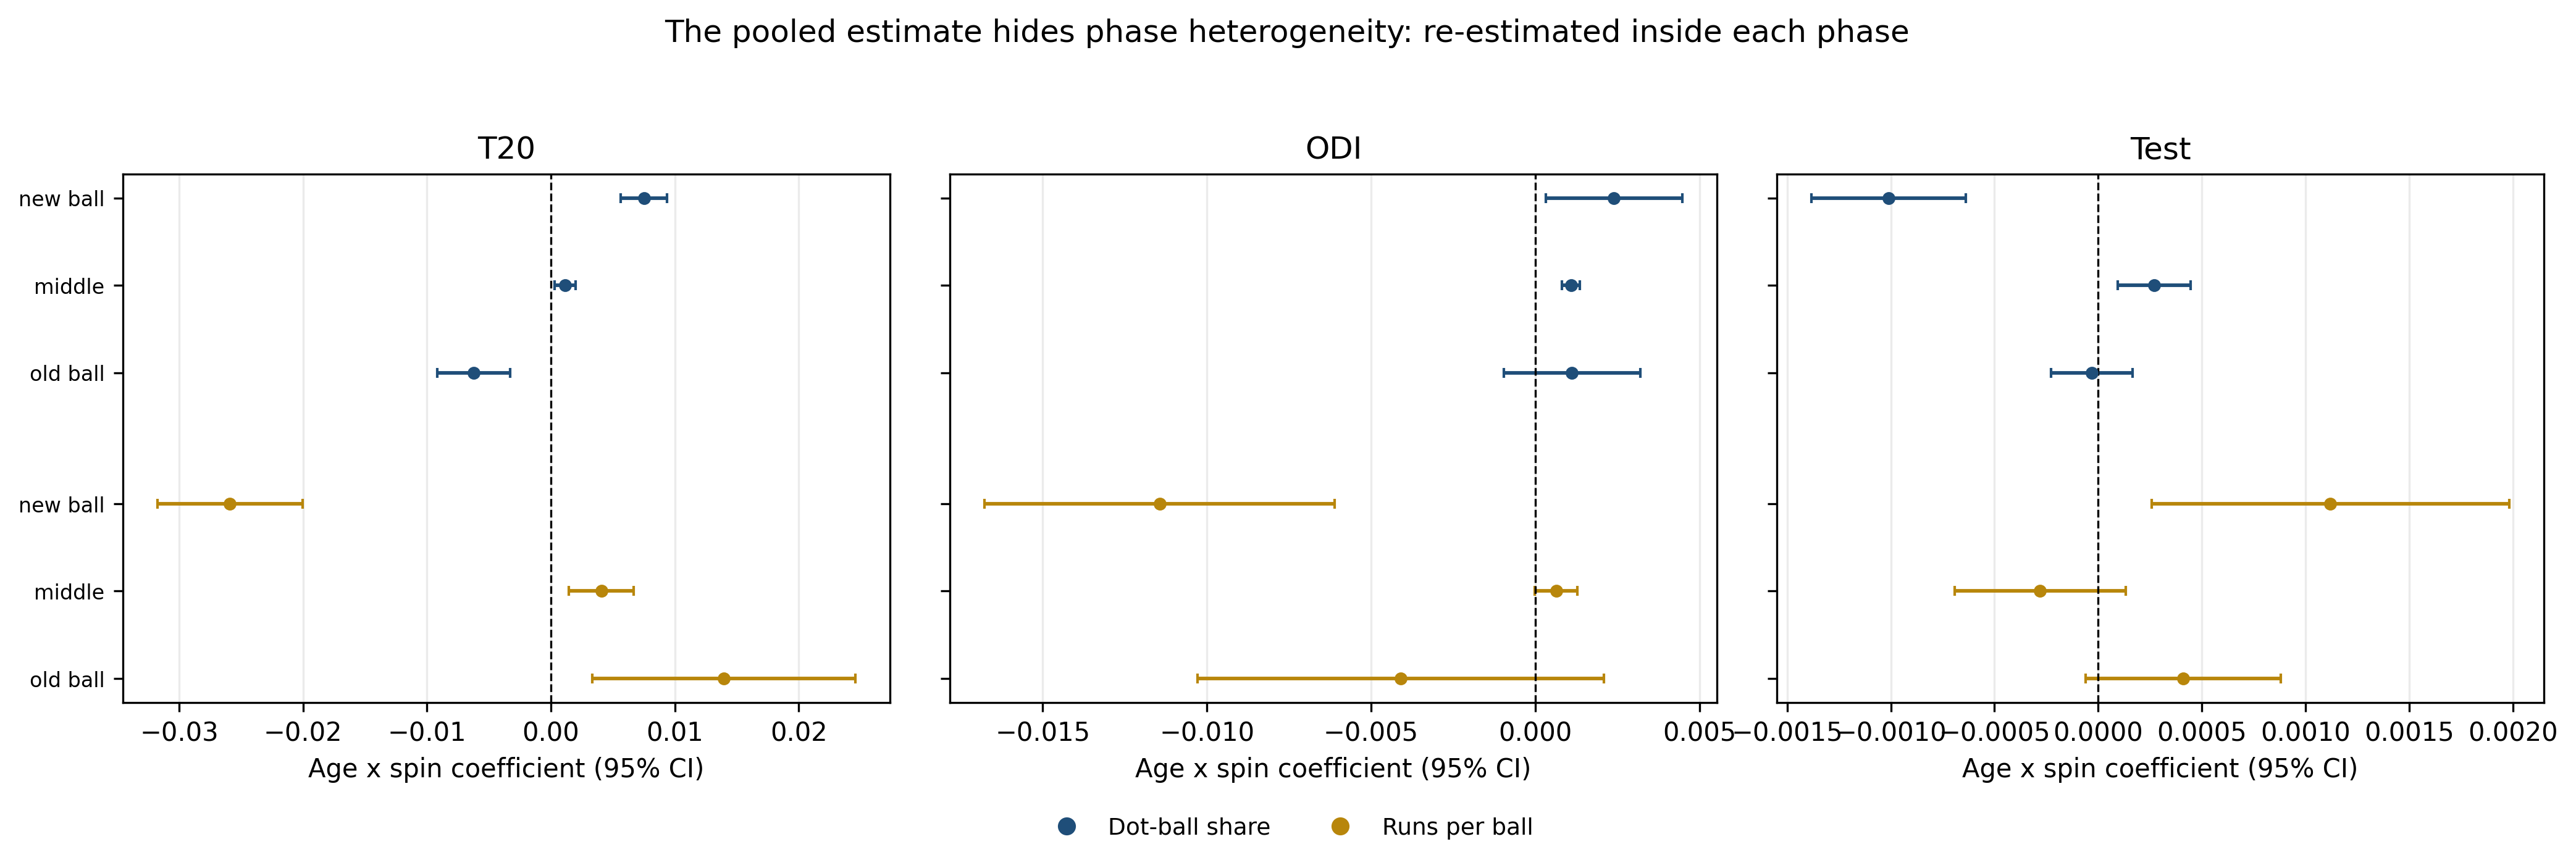 The pooled estimate hides phase heterogeneity: re-estimated inside each phase
T20
ODI
Test
new ball
middle
old ball
new ball
middle
old ball
−0.03 −0.02 −0.01 0.00 0.01 0.02
−0.015 −0.010 −0.005 0.000 0.005
−0.0015 −0.0010 −0.0005 0.0000 0.0005 0.0010 0.0015 0.0020
Age x spin coefficient (95% CI)
Age x spin coefficient (95% CI)
Age x spin coefficient (95% CI)
Dot-ball share
Runs per ball